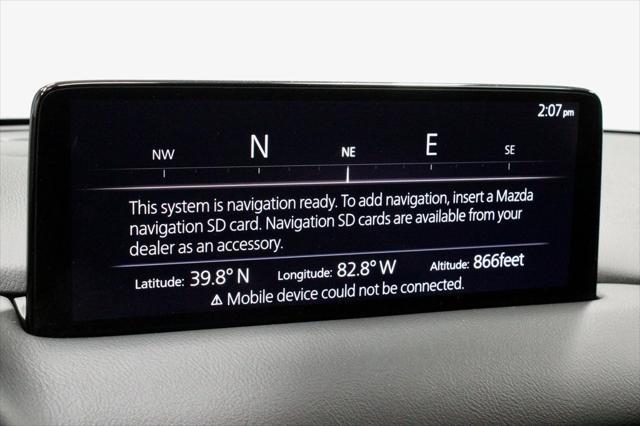 2:07pm
NW N NE E SE
This system is navigation ready. To add navigation, insert a Mazda
navigation SD card. Navigation SD cards are available from your
dealer as an accessory.
Latitude: 39.8° N Longitude: 82.8° W Altitude: 866feet
⚠ Mobile device could not be connected.